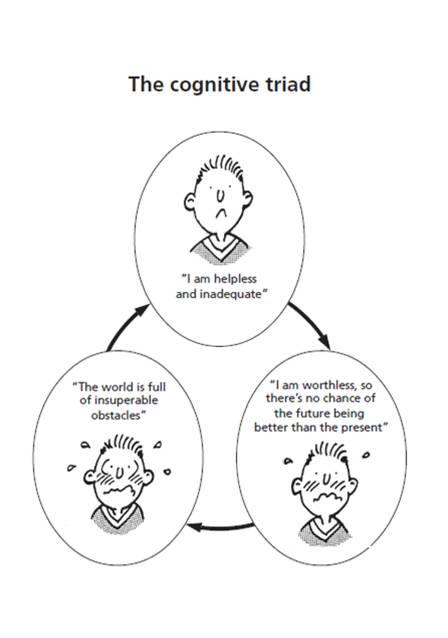 The cognitive triad
"I am helpless
and inadequate"
"The world is full
of insuperable
obstacles"
"I am worthless, so
there's no chance of
the future being
better than the present"